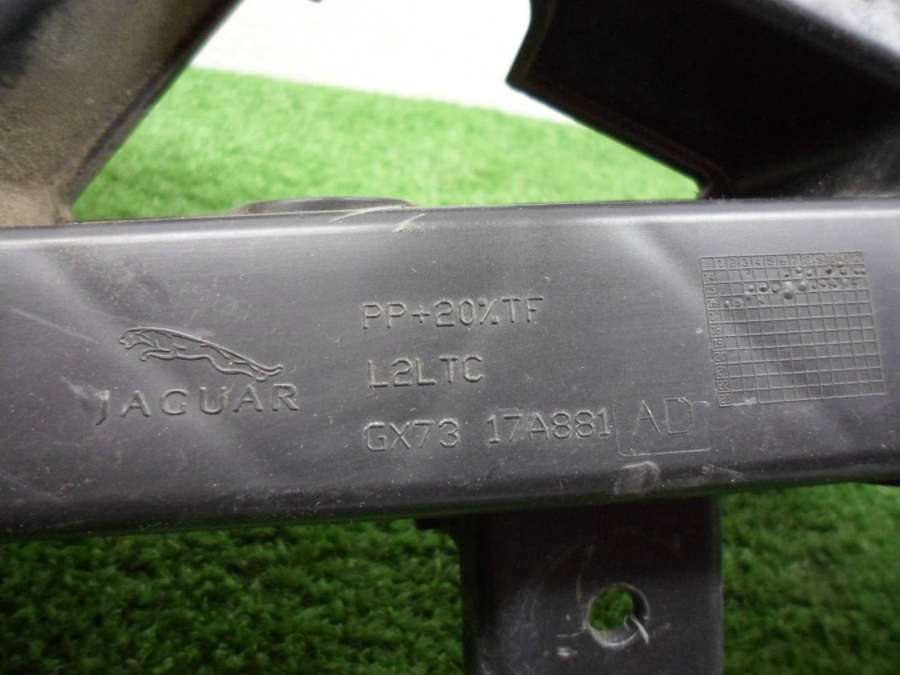 JAGUAR
PP+20%TF
L2LTC
GX73 17A881 AD